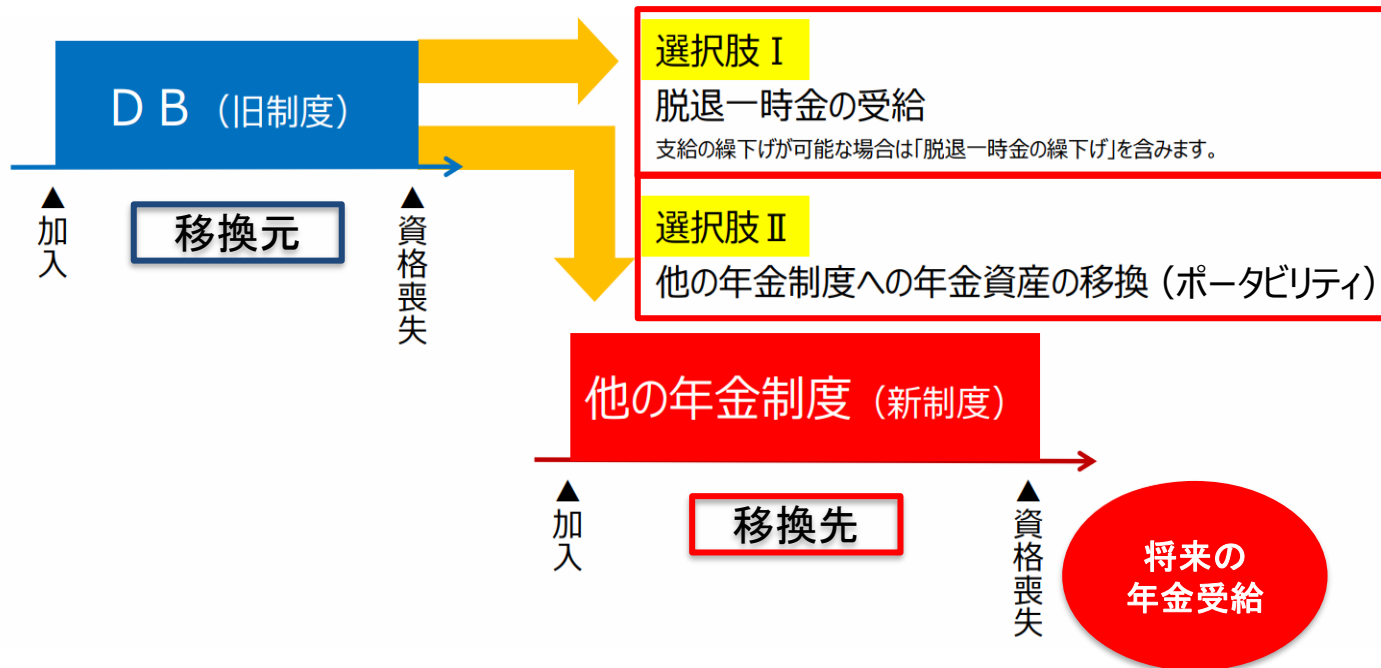 DB（旧制度）
▲
加入
移換元
▲
資格喪失
選択肢Ⅰ
脱退一時金の受給
支給の繰下げが可能な場合は「脱退一時金の繰下げ」を含みます。
選択肢Ⅱ
他の年金制度への年金資産の移換（ポータビリティ）
他の年金制度（新制度）
▲
加入
移換先
▲
資格喪失
将来の
年金受給